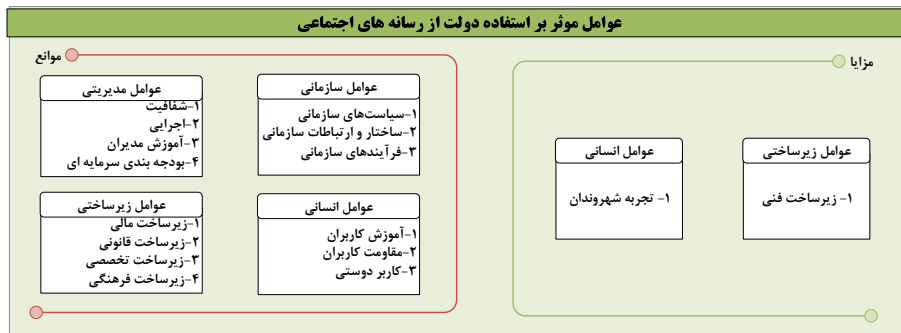 عوامل موثر بر استفاده دولت از رسانه های اجتماعی
مزایا
عوامل زیرساختی
۱- زیرساخت فنی
عوامل انسانی
۱- تجربه شهروندان
موانع
عوامل سازمانی
۱-سیاست‌های سازمانی
۲-ساختار و ارتباطات سازمانی
۳-فرآیندهای سازمانی
عوامل مدیریتی
۱-شفافیت
۲-اجرایی
۳-آموزش مدیران
۴-بودجه بندی سرمایه ای
عوامل انسانی
۱-آموزش کاربران
۲-مقاومت کاربران
۳-کاربر دوستی
عوامل زیرساختی
۱-زیرساخت مالی
۲-زیرساخت قانونی
۳-زیرساخت تخصصی
۴-زیرساخت فرهنگی